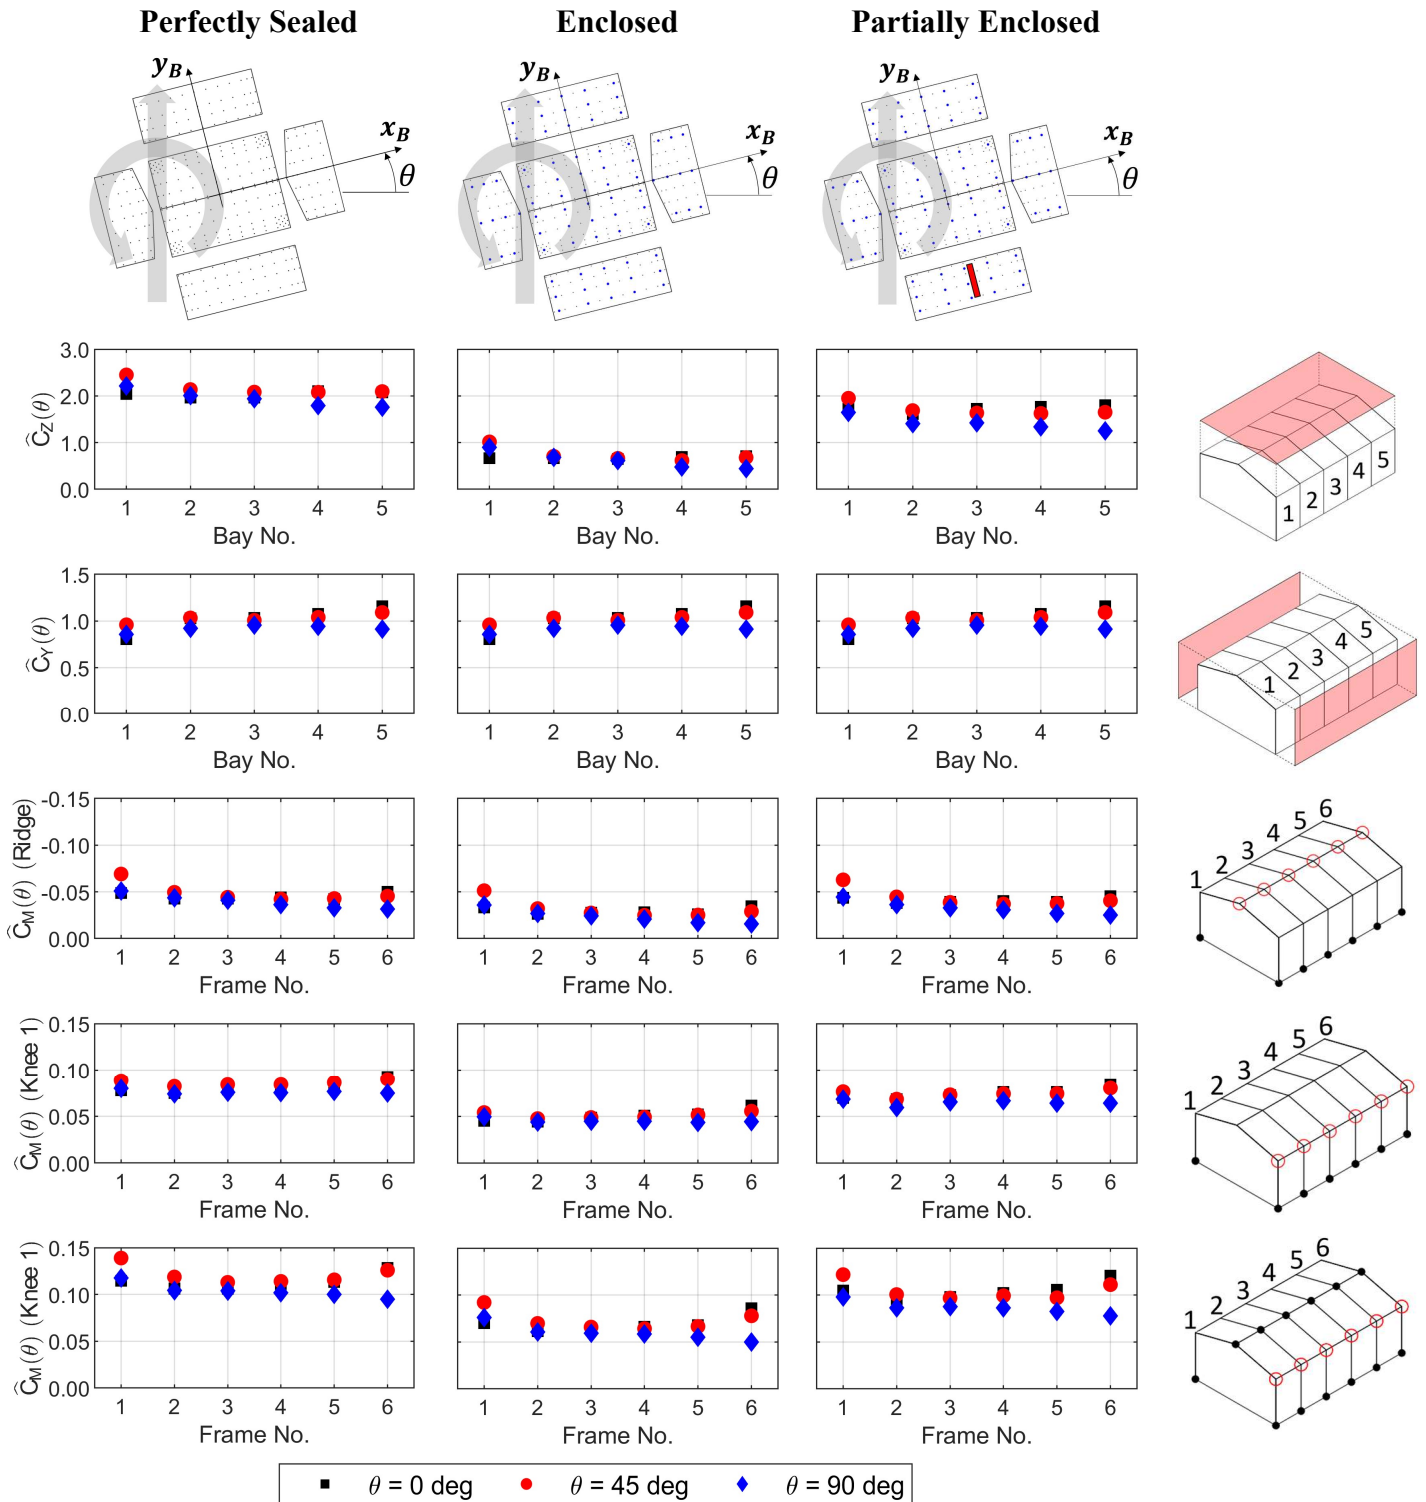 Perfectly Sealed Enclosed Partially Enclosed
y_B x_B θ
y_B x_B θ
y_B x_B θ
Ĉ_Z(θ)
3.0
2.0
1.0
0.0
1 2 3 4 5
Bay No.
1 2 3 4 5
Bay No.
1 2 3 4 5
Bay No.
1 2 3 4 5
Ĉ_Y(θ)
1.5
1.0
0.5
0.0
1 2 3 4 5
Bay No.
1 2 3 4 5
Bay No.
1 2 3 4 5
Bay No.
1 2 3 4 5
Ĉ_M(θ) (Ridge)
-0.15
-0.10
-0.05
0.00
1 2 3 4 5 6
Frame No.
1 2 3 4 5 6
Frame No.
1 2 3 4 5 6
Frame No.
1 2 3 4 5 6
Ĉ_M(θ) (Knee 1)
0.15
0.10
0.05
0.00
1 2 3 4 5 6
Frame No.
1 2 3 4 5 6
Frame No.
1 2 3 4 5 6
Frame No.
1 2 3 4 5 6
Ĉ_M(θ) (Knee 1)
0.15
0.10
0.05
0.00
1 2 3 4 5 6
Frame No.
1 2 3 4 5 6
Frame No.
1 2 3 4 5 6
Frame No.
1 2 3 4 5 6
θ = 0 deg θ = 45 deg θ = 90 deg